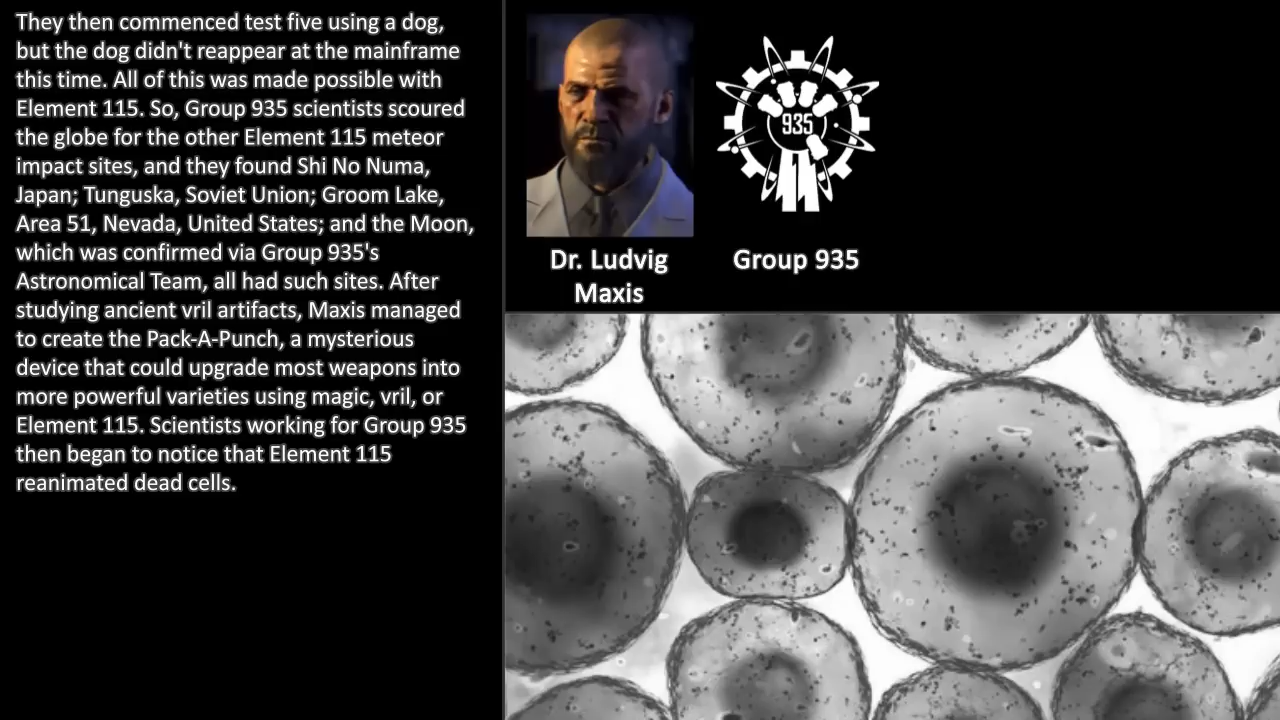 They then commenced test five using a dog,
but the dog didn't reappear at the mainframe
this time. All of this was made possible with
Element 115. So, Group 935 scientists scoured
the globe for the other Element 115 meteor
impact sites, and they found Shi No Numa,
Japan; Tunguska, Soviet Union; Groom Lake,
Area 51, Nevada, United States; and the Moon,
which was confirmed via Group 935's
Astronomical Team, all had such sites. After
studying ancient vril artifacts, Maxis managed
to create the Pack-A-Punch, a mysterious
device that could upgrade most weapons into
more powerful varieties using magic, vril, or
Element 115. Scientists working for Group 935
then began to notice that Element 115
reanimated dead cells.
935
Dr. Ludvig
Maxis
Group 935